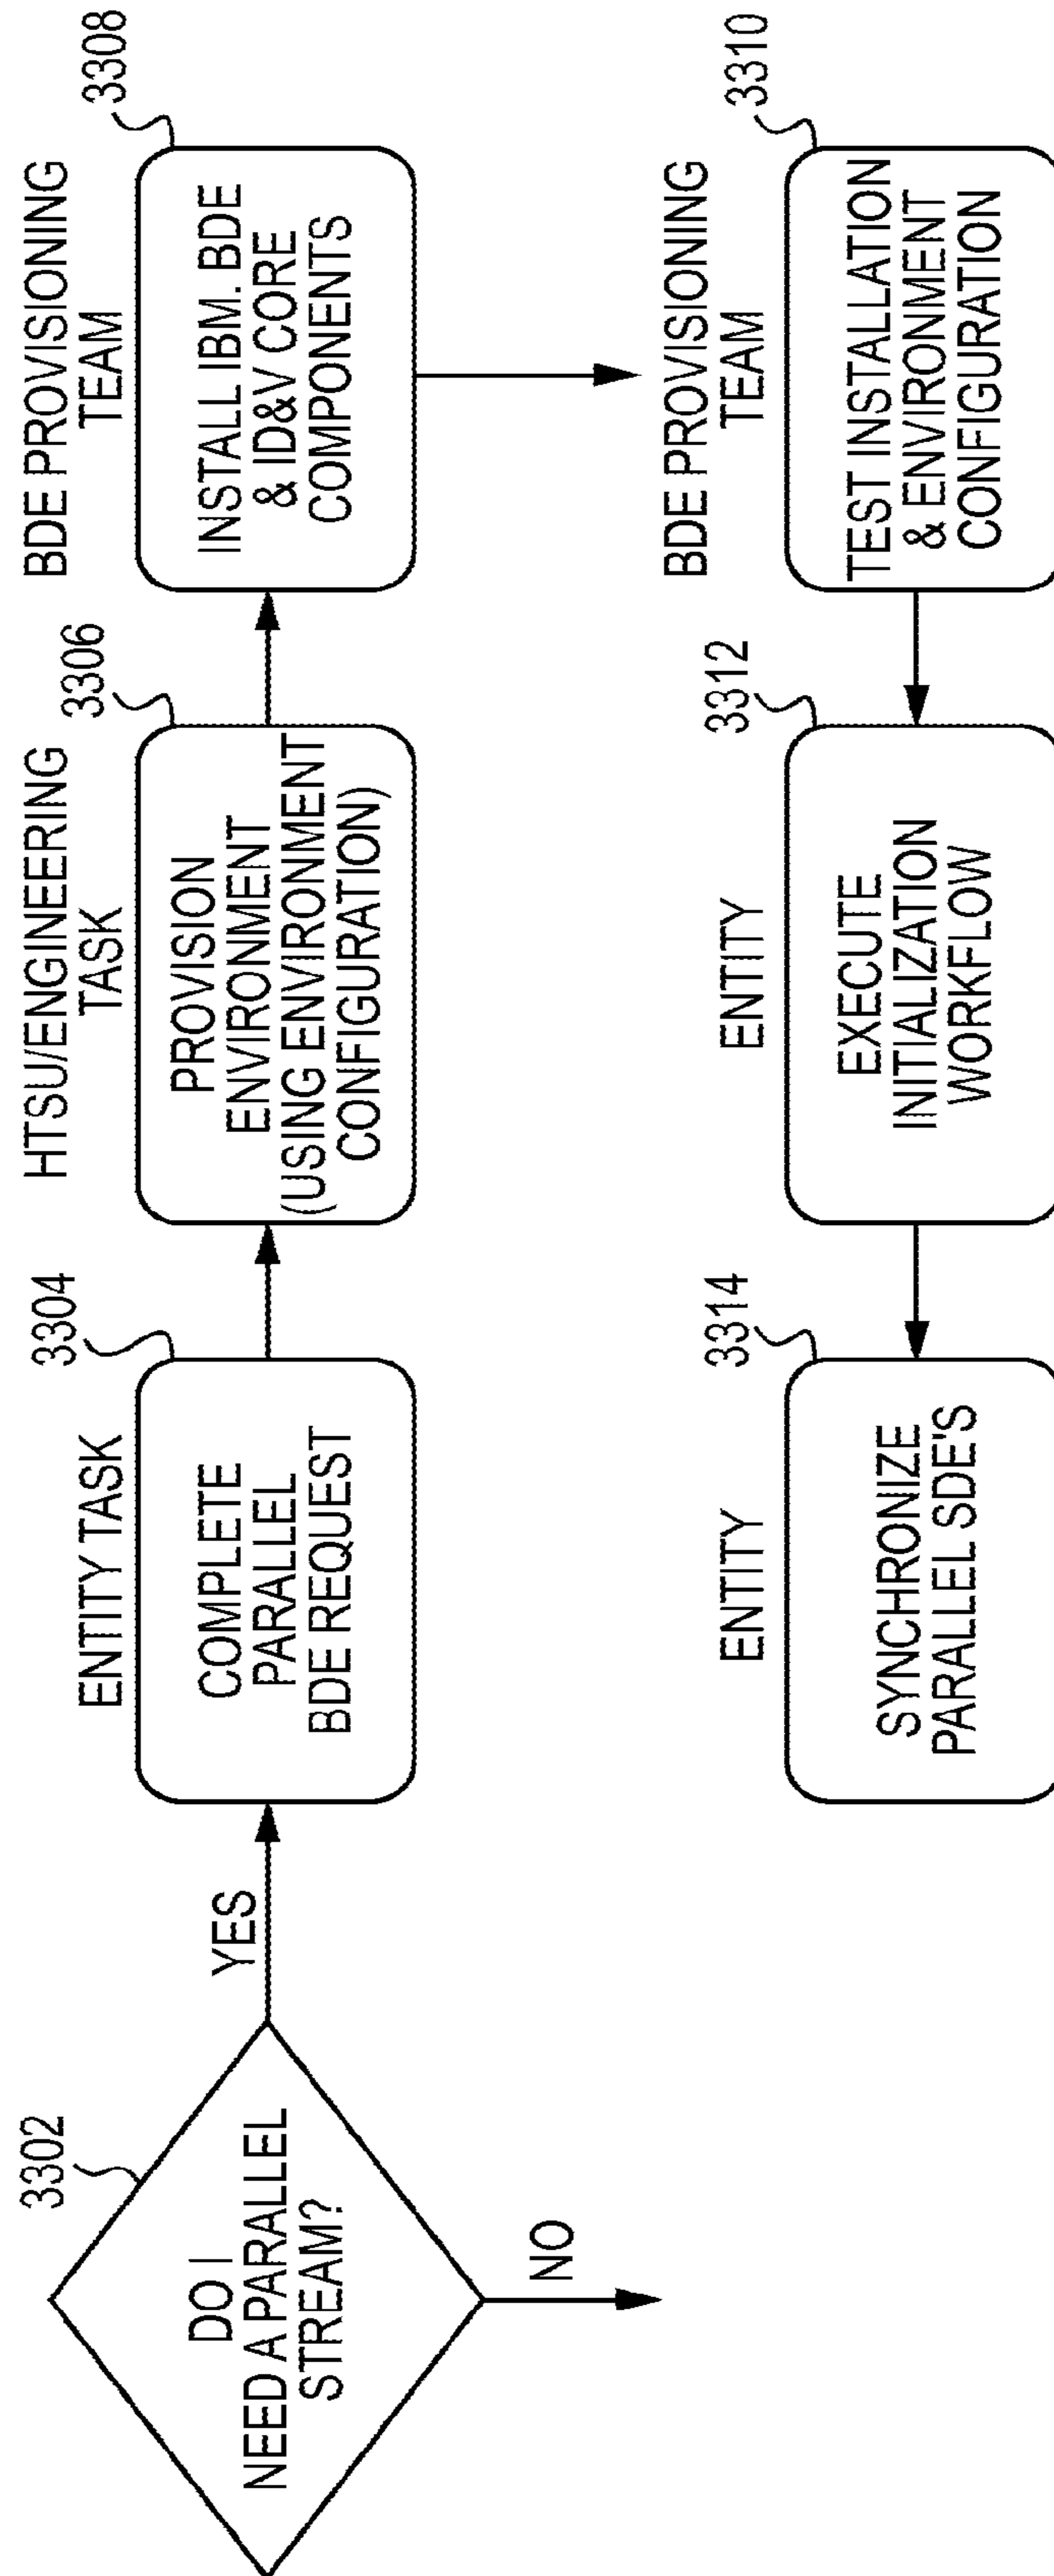 3302
DO I
NEED A PARALLEL
STREAM?
YES
NO
ENTITY TASK
3304
COMPLETE
PARALLEL
BDE REQUEST
HTSU/ENGINEERING
TASK
3306
PROVISION
ENVIRONMENT
(USING ENVIRONMENT
CONFIGURATION)
BDE PROVISIONING
TEAM
3308
INSTALL IBM. BDE
& ID&V CORE
COMPONENTS
BDE PROVISIONING
TEAM
3310
TEST INSTALLATION
& ENVIRONMENT
CONFIGURATION
ENTITY
3312
EXECUTE
INITIALIZATION
WORKFLOW
ENTITY
3314
SYNCHRONIZE
PARALLEL SDE'S